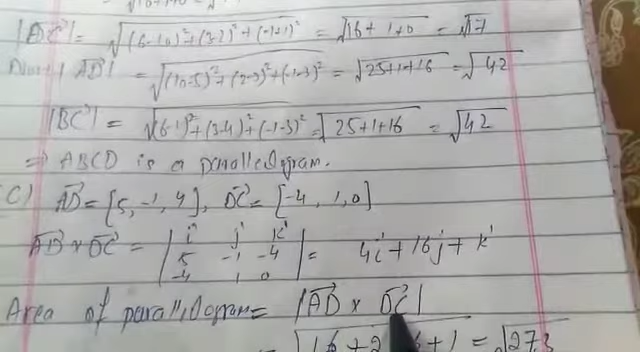 |DC| = √(6-10)²+(3-2)²+(-1+1)² = √16+1+0 = √17
|AD| = √(10-5)²+(2-3)²+(-1-3)² = √25+1+16 = √42
|BC| = √(6-1)²+(3-4)²+(-1-3)² = √25+1+16 = √42
⇒ ABCD is a parallelogram.
C) AD = [5, -1, 4], DC = [-4, 1, 0]
AD × DC = | i j k = 4i + 16j + k
5 -1 -4
-4 1 0 |
Area of parallelogram = |AD × DC|
+ 1 = √273